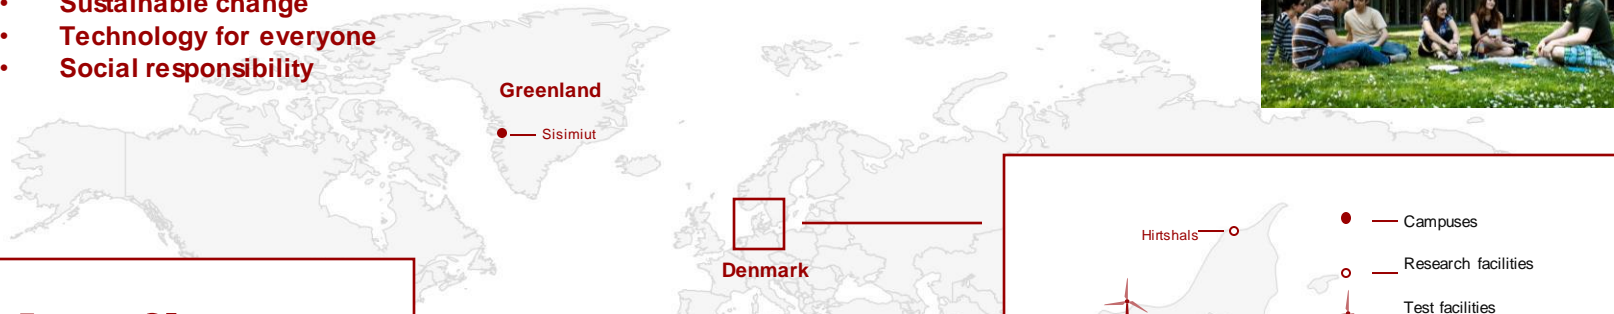 • Sustainable change
• Technology for everyone
• Social responsibility
Greenland
Sisimiut
Denmark
Hirtshals
Campuses
Research facilities
Test facilities